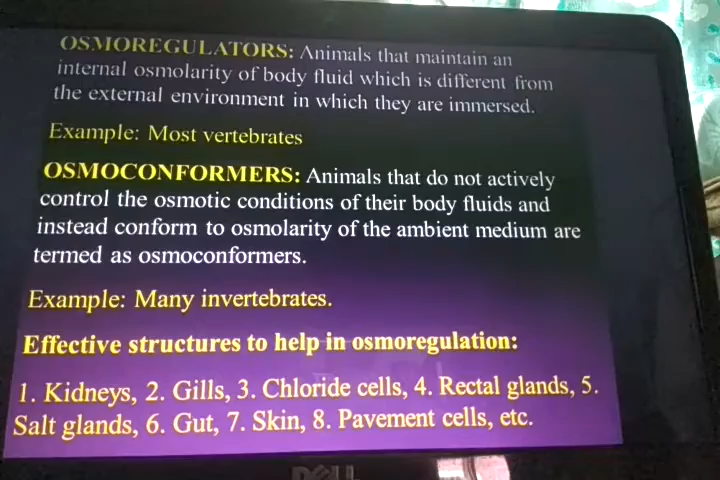 OSMOREGULATORS: Animals that maintain an
internal osmolarity of body fluid which is different from
the external environment in which they are immersed.
Example: Most vertebrates
OSMOCONFORMERS: Animals that do not actively
control the osmotic conditions of their body fluids and
instead conform to osmolarity of the ambient medium are
termed as osmoconformers.
Example: Many invertebrates.
Effective structures to help in osmoregulation:
1. Kidneys, 2. Gills, 3. Chloride cells, 4. Rectal glands, 5.
Salt glands, 6. Gut, 7. Skin, 8. Pavement cells, etc.
DELL